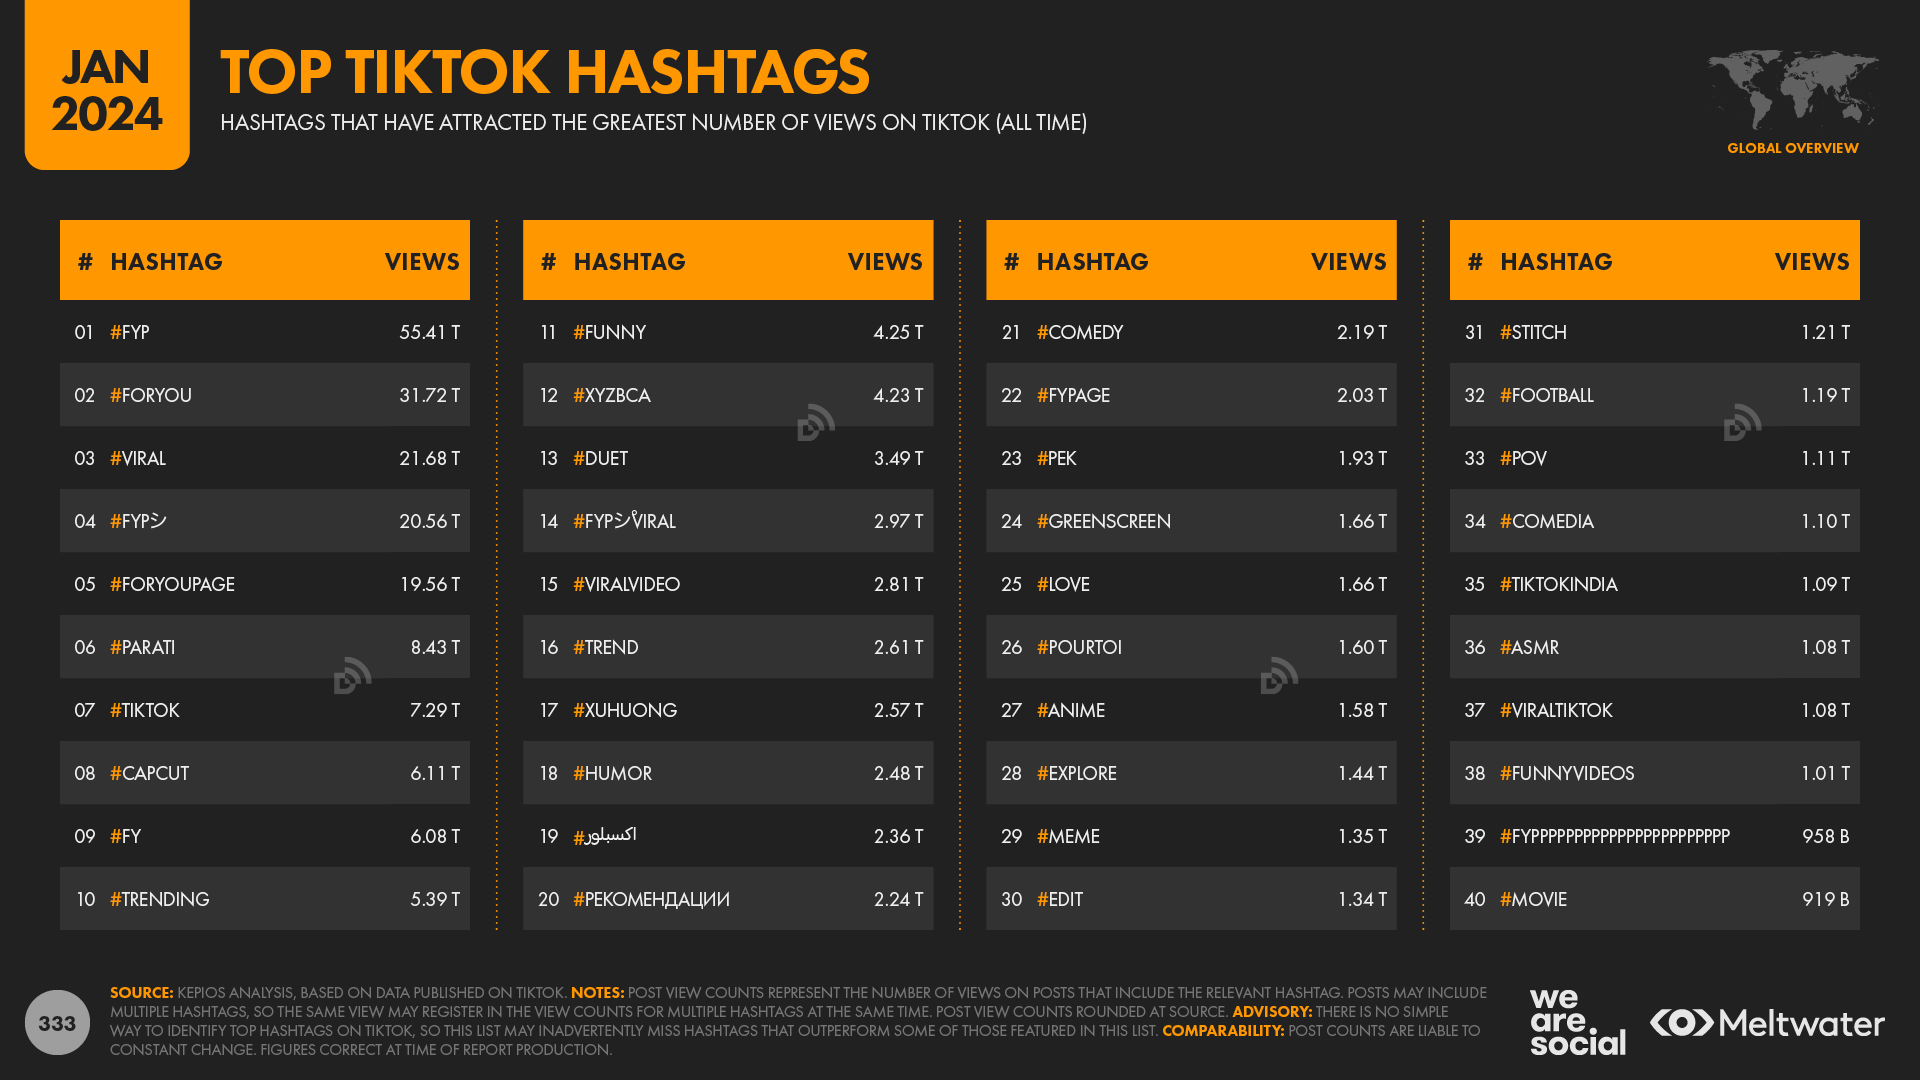 JAN
2024
TOP TIKTOK HASHTAGS
HASHTAGS THAT HAVE ATTRACTED THE GREATEST NUMBER OF VIEWS ON TIKTOK (ALL TIME)
GLOBAL OVERVIEW
# HASHTAG VIEWS
01 #FYP 55.41 T
02 #FORYOU 31.72 T
03 #VIRAL 21.68 T
04 #FYPシ 20.56 T
05 #FORYOUPAGE 19.56 T
06 #PARATI 8.43 T
07 #TIKTOK 7.29 T
08 #CAPCUT 6.11 T
09 #FY 6.08 T
10 #TRENDING 5.39 T
# HASHTAG VIEWS
11 #FUNNY 4.25 T
12 #XYZBCA 4.23 T
13 #DUET 3.49 T
14 #FYPシ゚VIRAL 2.97 T
15 #VIRALVIDEO 2.81 T
16 #TREND 2.61 T
17 #XUHUONG 2.57 T
18 #HUMOR 2.48 T
19 #اكسبلور 2.36 T
20 #РЕКОМЕНДАЦИИ 2.24 T
# HASHTAG VIEWS
21 #COMEDY 2.19 T
22 #FYPAGE 2.03 T
23 #PEK 1.93 T
24 #GREENSCREEN 1.66 T
25 #LOVE 1.66 T
26 #POURTOI 1.60 T
27 #ANIME 1.58 T
28 #EXPLORE 1.44 T
29 #MEME 1.35 T
30 #EDIT 1.34 T
# HASHTAG VIEWS
31 #STITCH 1.21 T
32 #FOOTBALL 1.19 T
33 #POV 1.11 T
34 #COMEDIA 1.10 T
35 #TIKTOKINDIA 1.09 T
36 #ASMR 1.08 T
37 #VIRALTIKTOK 1.08 T
38 #FUNNYVIDEOS 1.01 T
39 #FYPPPPPPPPPPPPPPPPPPPPPPP 958 B
40 #MOVIE 919 B
333
SOURCE: KEPIOS ANALYSIS, BASED ON DATA PUBLISHED ON TIKTOK. NOTES: POST VIEW COUNTS REPRESENT THE NUMBER OF VIEWS ON POSTS THAT INCLUDE THE RELEVANT HASHTAG. POSTS MAY INCLUDE
MULTIPLE HASHTAGS, SO THE SAME VIEW MAY REGISTER IN THE VIEW COUNTS FOR MULTIPLE HASHTAGS AT THE SAME TIME. POST VIEW COUNTS ROUNDED AT SOURCE. ADVISORY: THERE IS NO SIMPLE
WAY TO IDENTIFY TOP HASHTAGS ON TIKTOK, SO THIS LIST MAY INADVERTENTLY MISS HASHTAGS THAT OUTPERFORM SOME OF THOSE FEATURED IN THIS LIST. COMPARABILITY: POST COUNTS ARE LIABLE TO
CONSTANT CHANGE. FIGURES CORRECT AT TIME OF REPORT PRODUCTION.
we
are
social
Meltwater